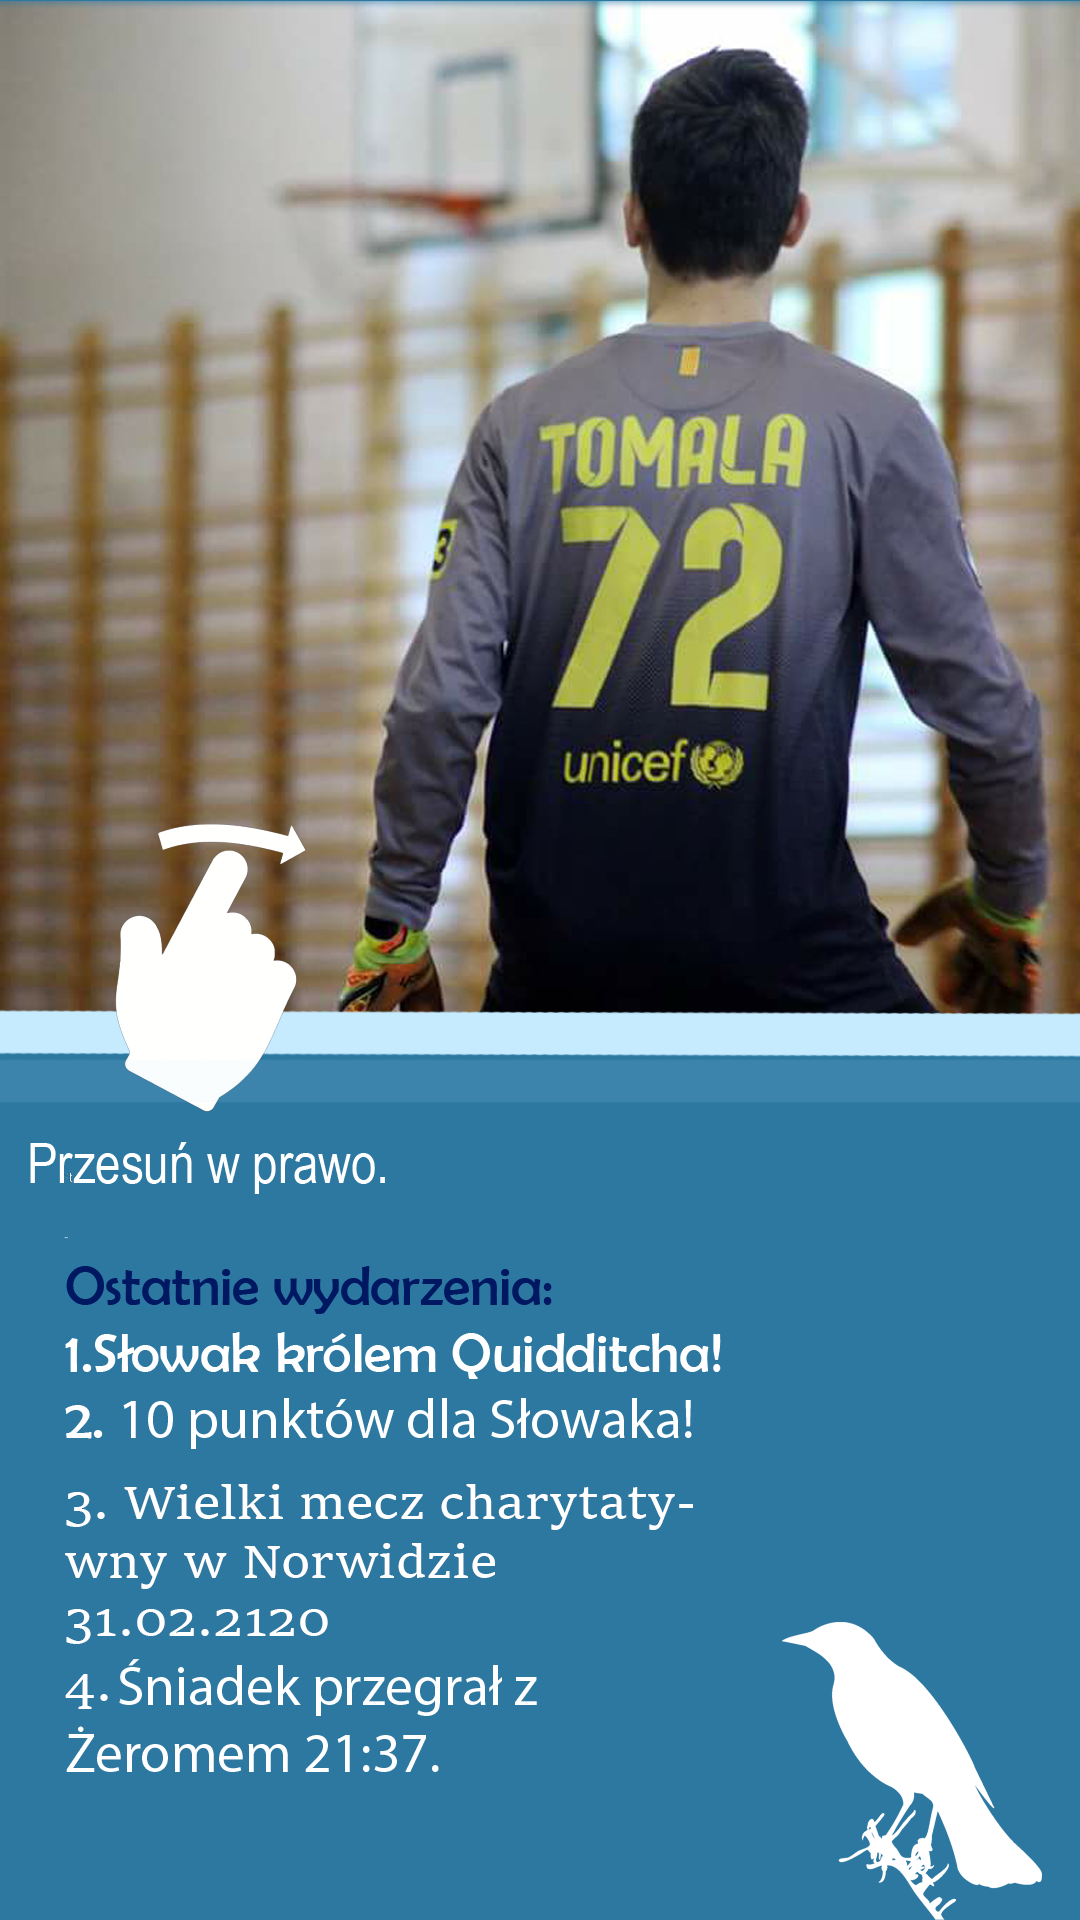 TOMALA
72
3
unicef
Przesuń w prawo.
Ostatnie wydarzenia:
1.Słowak królem Quidditcha!
2. 10 punktów dla Słowaka!
3. Wielki mecz charytaty-
wny w Norwidzie
31.02.2120
4. Śniadek przegrał z
Żeromem 21:37.